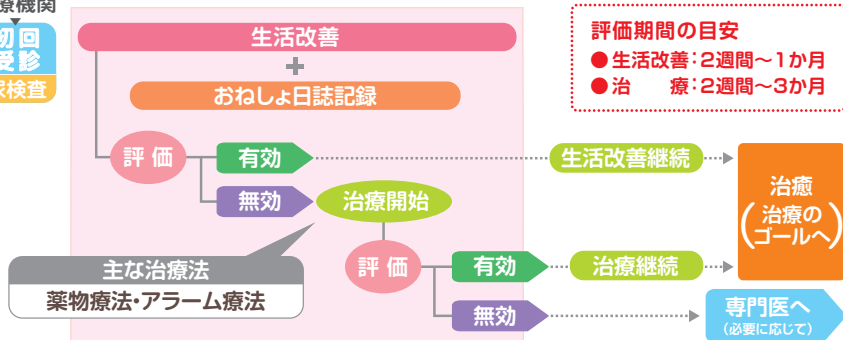 療機関
初回
受診
尿検査
生活改善
+
おねしょ日誌記録
評価期間の目安
●生活改善:2週間〜1か月
●治　　療:2週間〜3か月
評 価
有効
生活改善継続
無効
治療開始
治癒
(治療の
ゴールへ)
主な治療法
薬物療法・アラーム療法
評 価
有効
治療継続
無効
専門医へ
(必要に応じて)